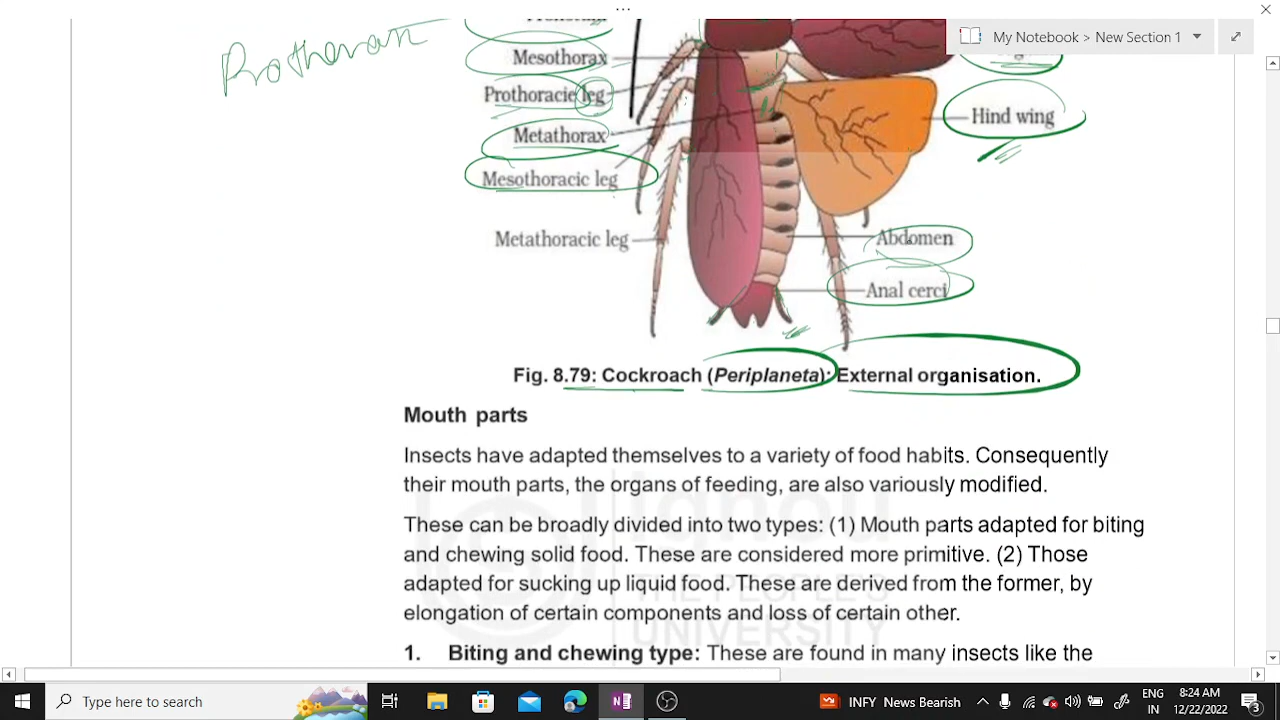 My Notebook > New Section 1
Prothorax
Mesothorax
Prothoracic leg
Hind wing
Metathorax
Mesothoracic leg
Metathoracic leg
Abdomen
Anal cerci
Fig. 8.79: Cockroach (Periplaneta): External organisation.
Mouth parts
Insects have adapted themselves to a variety of food habits. Consequently
their mouth parts, the organs of feeding, are also variously modified.
These can be broadly divided into two types: (1) Mouth parts adapted for biting
and chewing solid food. These are considered more primitive. (2) Those
adapted for sucking up liquid food. These are derived from the former, by
elongation of certain components and loss of certain other.
ignou
THE PEOPLE'S
UNIVERSITY
1. Biting and chewing type: These are found in many insects like the
Type here to search
INFY News Bearish
ENG
IN
5:24 AM
12/22/2022